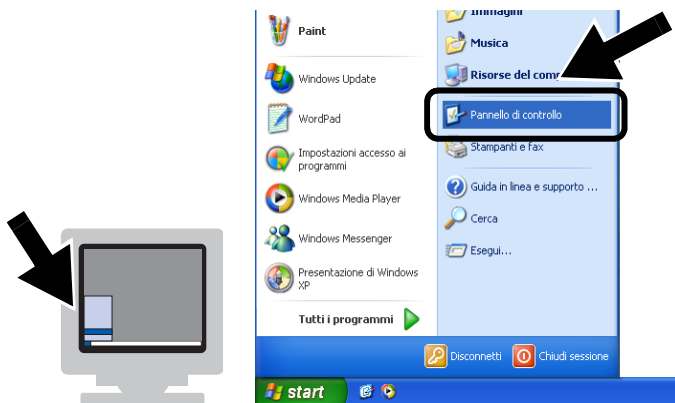 Paint
Windows Update
WordPad
Impostazioni accesso ai
programmi
Windows Media Player
Windows Messenger
Presentazione di Windows
XP
Tutti i programmi
Immagini
Musica
Risorse del
Pannello di controllo
Stampanti e fax
Guida in linea e supporto ...
Cerca
Esegui...
Disconnetti
Chiudi sessione
start